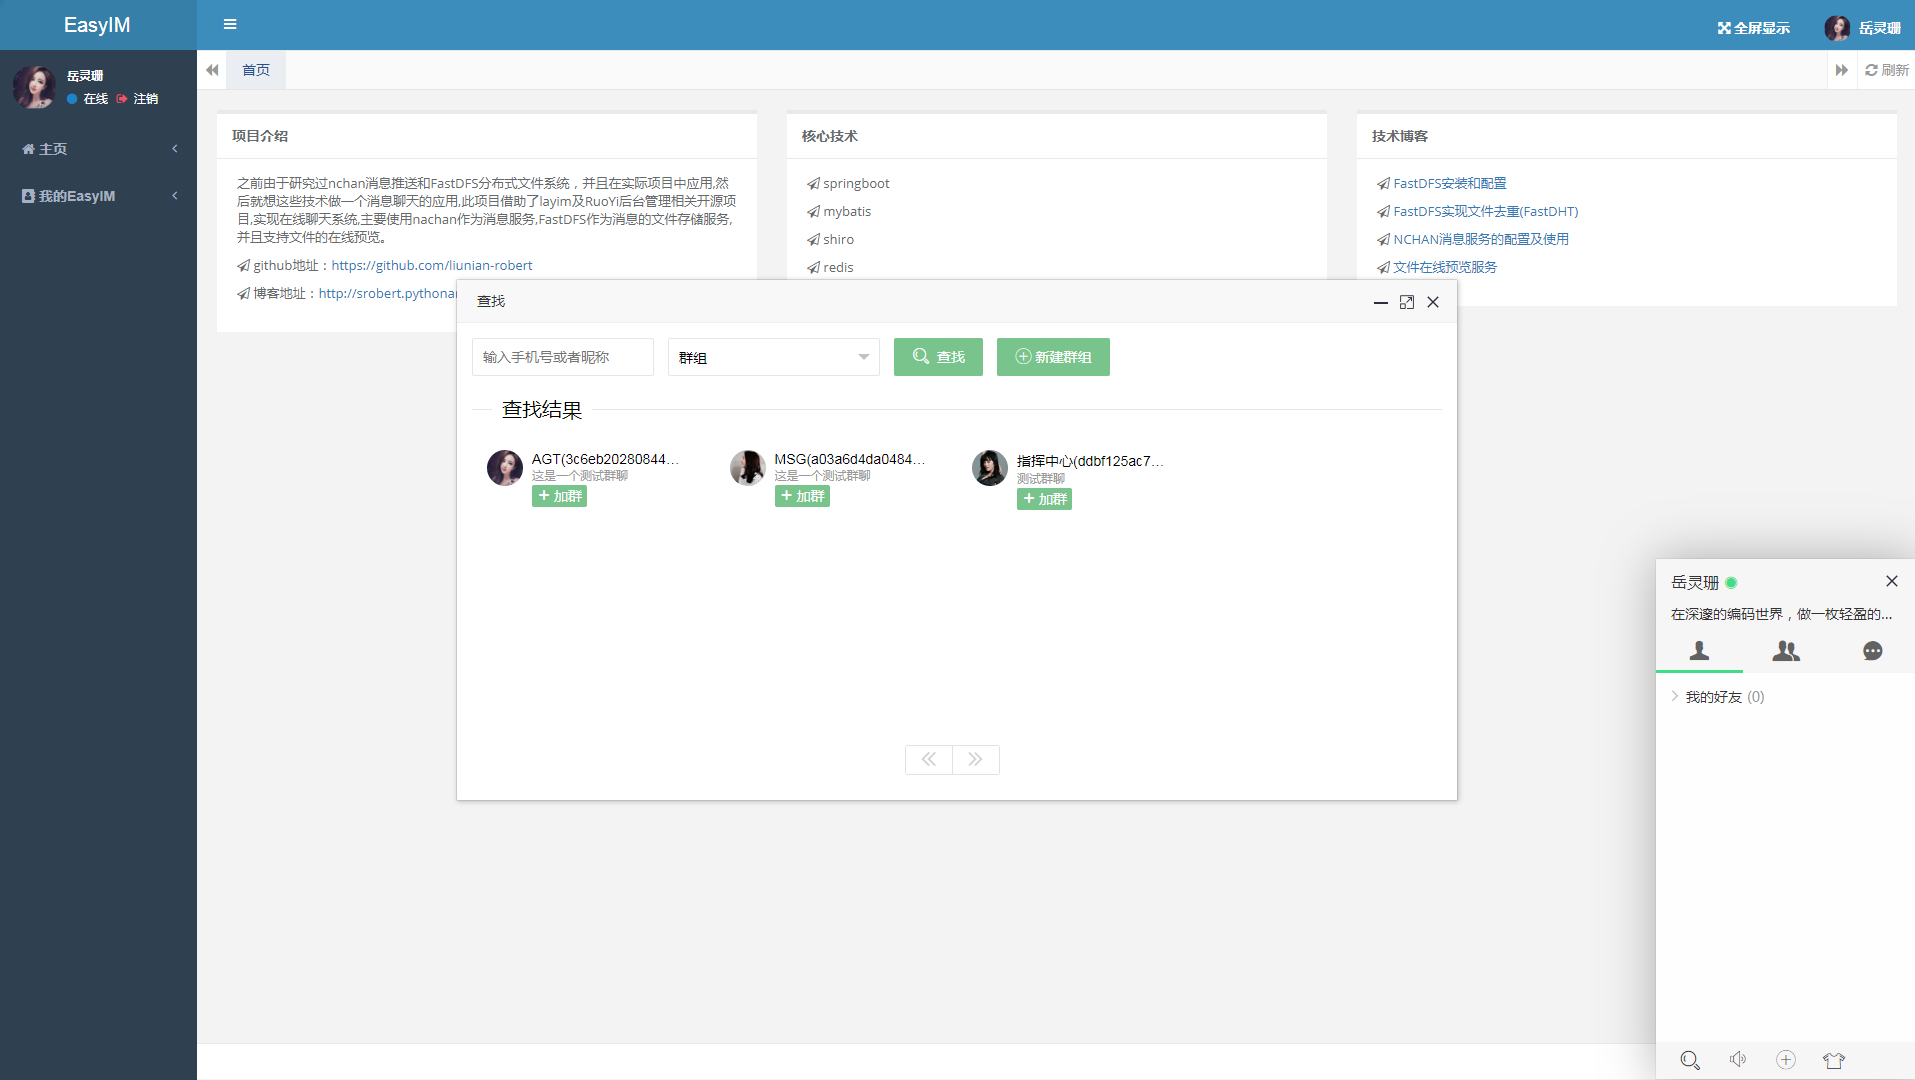 EasyIM
全屏显示
岳灵珊
岳灵珊
在线 注销
主页
我的EasyIM
首页
刷新
项目介绍
之前由于研究过nchan消息推送和FastDFS分布式文件系统，并且在实际项目中应用,然
后就想这些技术做一个消息聊天的应用,此项目借助了layim及RuoYi后台管理相关开源项
目,实现在线聊天系统,主要使用nachan作为消息服务,FastDFS作为消息的文件存储服务,
并且支持文件的在线预览。
github地址：https://github.com/liunian-robert
博客地址：http://srobert.pythonan
核心技术
springboot
mybatis
shiro
redis
技术博客
FastDFS安装和配置
FastDFS实现文件去重(FastDHT)
NCHAN消息服务的配置及使用
文件在线预览服务
查找
输入手机号或者昵称
群组
查找
新建群组
查找结果
AGT(3c6eb20280844...
这是一个测试群聊
加群
MSG(a03a6d4da0484...
这是一个测试群聊
加群
指挥中心(ddbf125ac7...
测试群聊
加群
岳灵珊
在深邃的编码世界，做一枚轻盈的...
我的好友 (0)